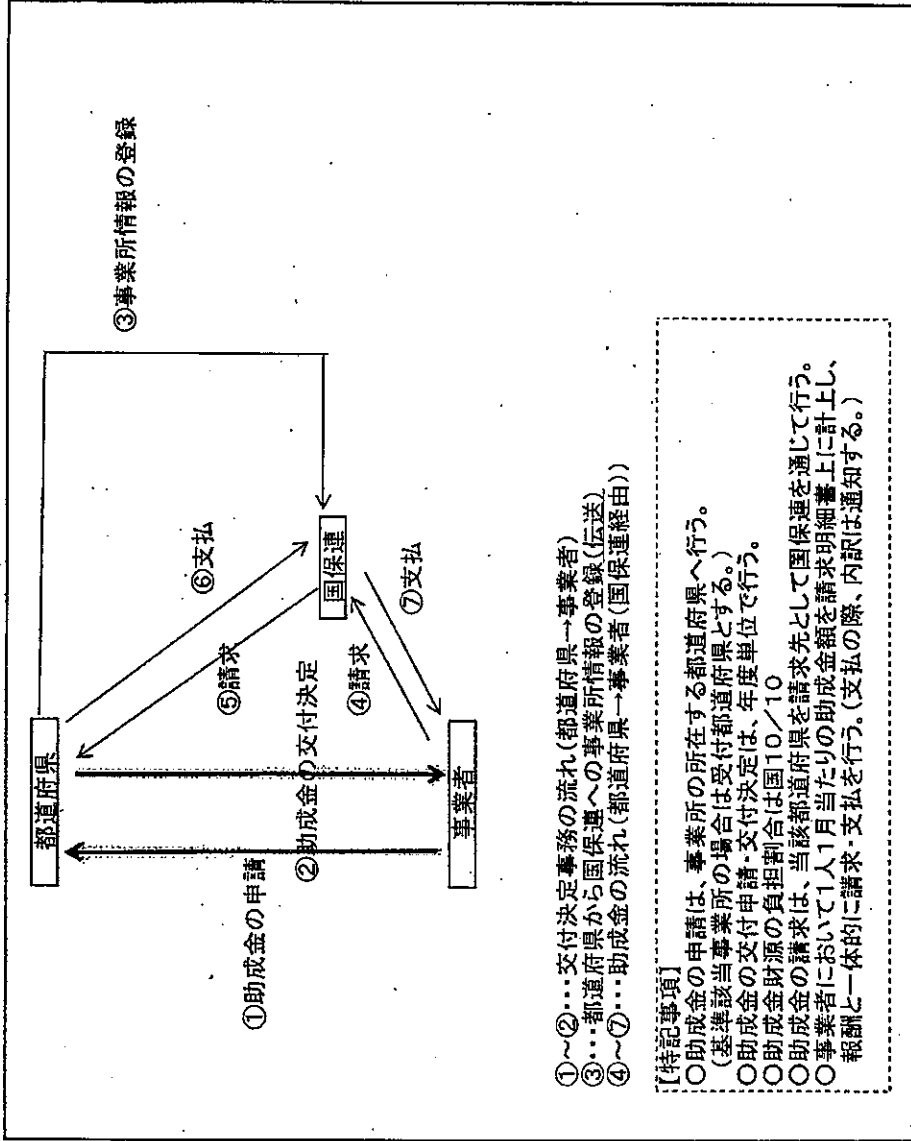 都道府県
③事業所情報の登録
①助成金の申請
②助成金の交付決定
⑤請求
⑥支払
国保連
④請求
⑦支払
事業者
①~②・・・交付決定事務の流れ(都道府県→事業者)
③・・・都道府県から国保連への事業所情報の登録(伝送)
④~⑦・・・助成金の流れ(都道府県→事業者(国保連経由))
【特記事項】
○助成金の申請は、事業所の所在する都道府県へ行う。
(基準該当事業所の場合は受付都道府県とする。)
○助成金の交付申請・交付決定は、年度単位で行う。
○助成金財源の負担割合は国10/10
○助成金の請求は、当該都道府県を請求先として国保連を通じて行う。
○事業者において1人1月当たりの助成金額を請求明細書上に計上し、
報酬と一体的に請求・支払を行う。(支払の際、内訳は通知する。)